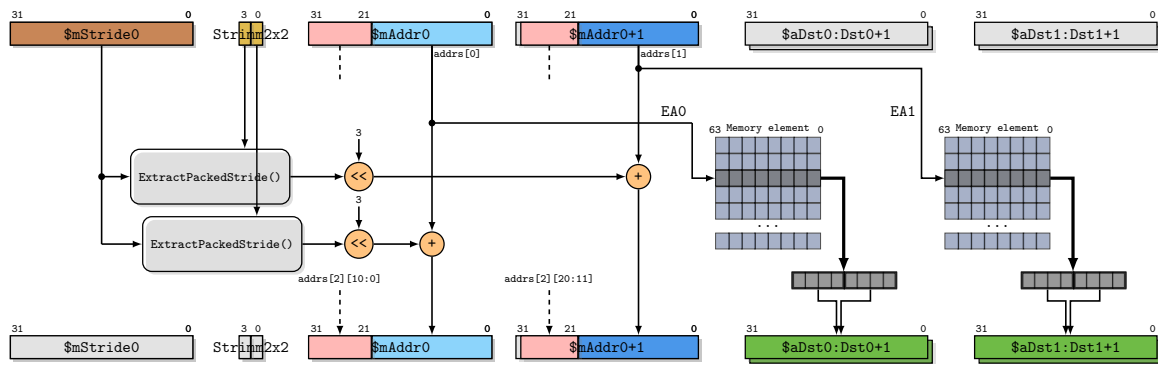 31 0 3 0 31 21 0 31 21 0 31 0 31 0
$mStride0 Strimm2x2 $mAddr0 $mAddr0+1 $aDst0:Dst0+1 $aDst1:Dst1+1
addrs[0] addrs[1]
EA0 EA1
63 Memory element 0 63 Memory element 0
3
ExtractPackedStride() << +
...  ...
3
ExtractPackedStride() << +
addrs[2][10:0] addrs[2][20:11]
31 0 3 0 31 21 0 31 21 0 31 0 31 0
$mStride0 Strimm2x2 $mAddr0 $mAddr0+1 $aDst0:Dst0+1 $aDst1:Dst1+1